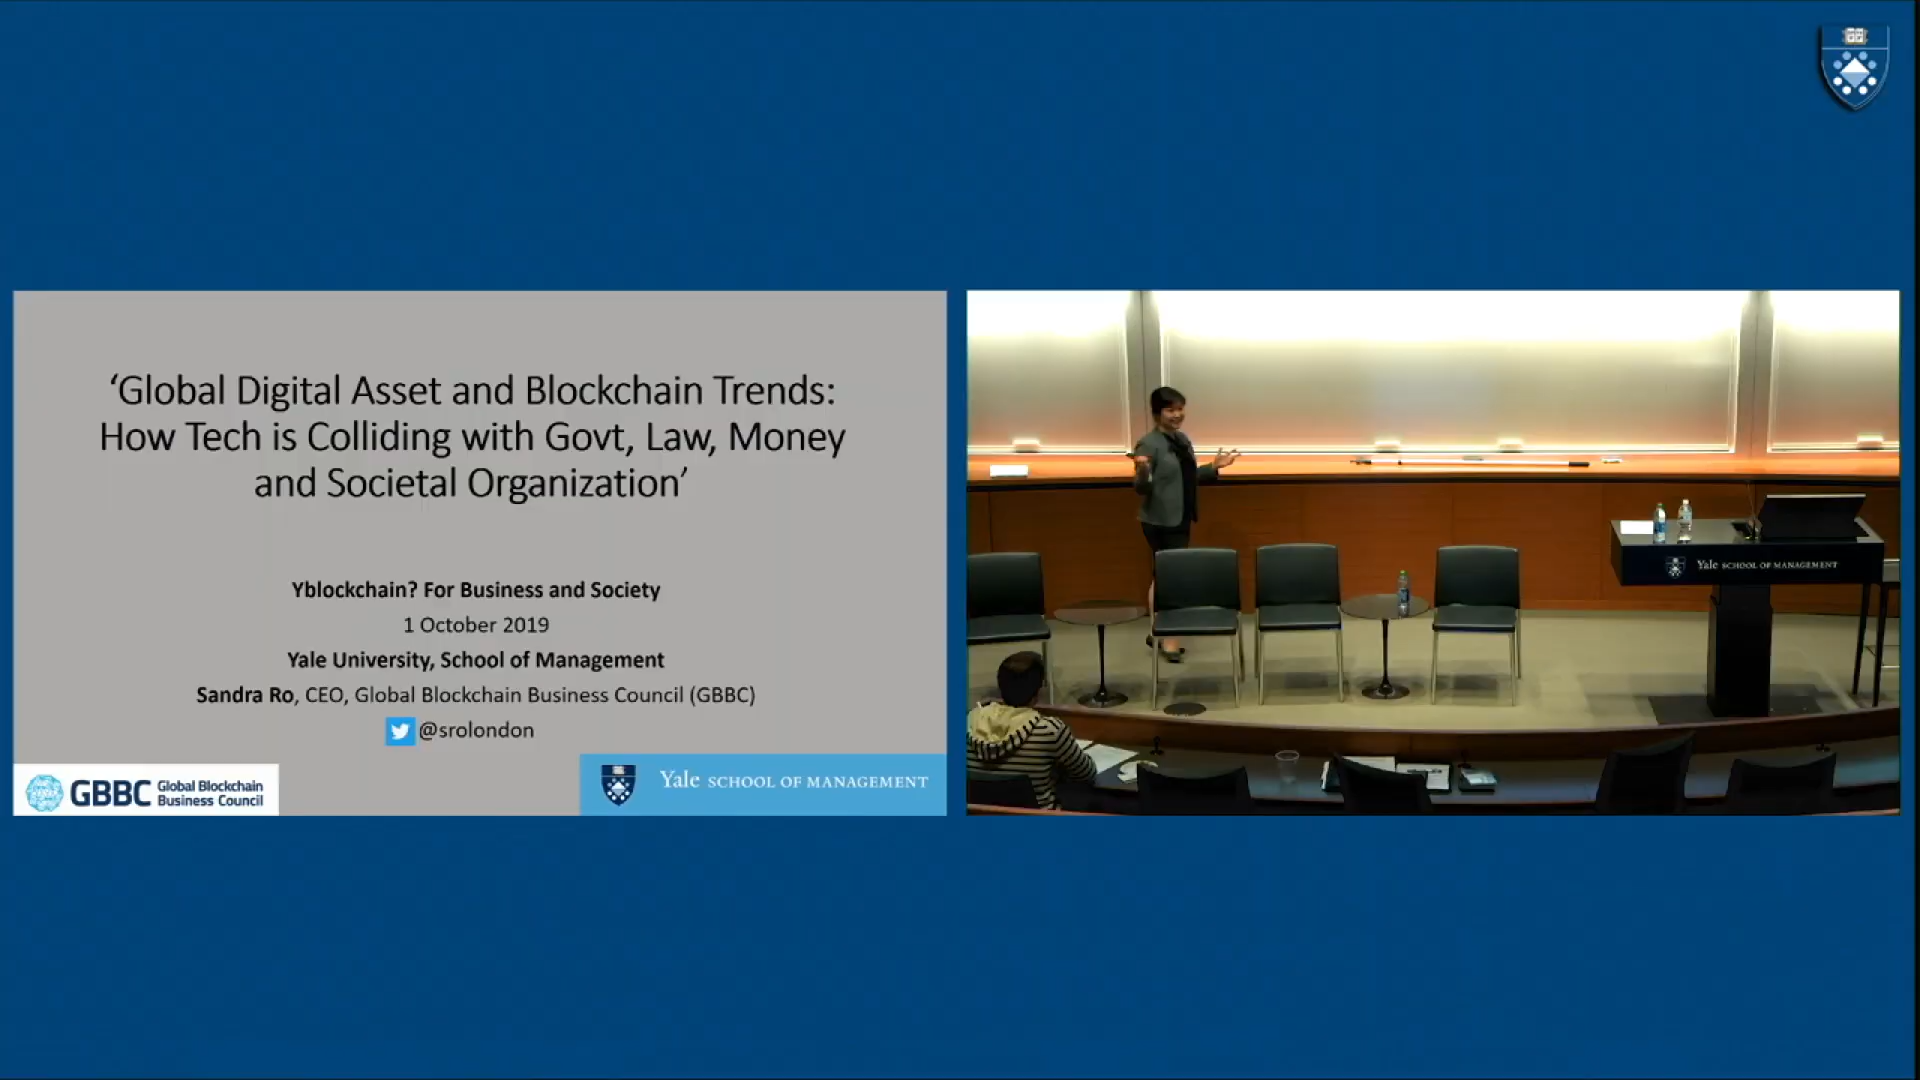 ‘Global Digital Asset and Blockchain Trends:
How Tech is Colliding with Govt, Law, Money
and Societal Organization’
Yblockchain? For Business and Society
1 October 2019
Yale University, School of Management
Sandra Ro, CEO, Global Blockchain Business Council (GBBC)
@srolondon
GBBC Global Blockchain
Business Council
Yale SCHOOL OF MANAGEMENT
Yale SCHOOL OF MANAGEMENT